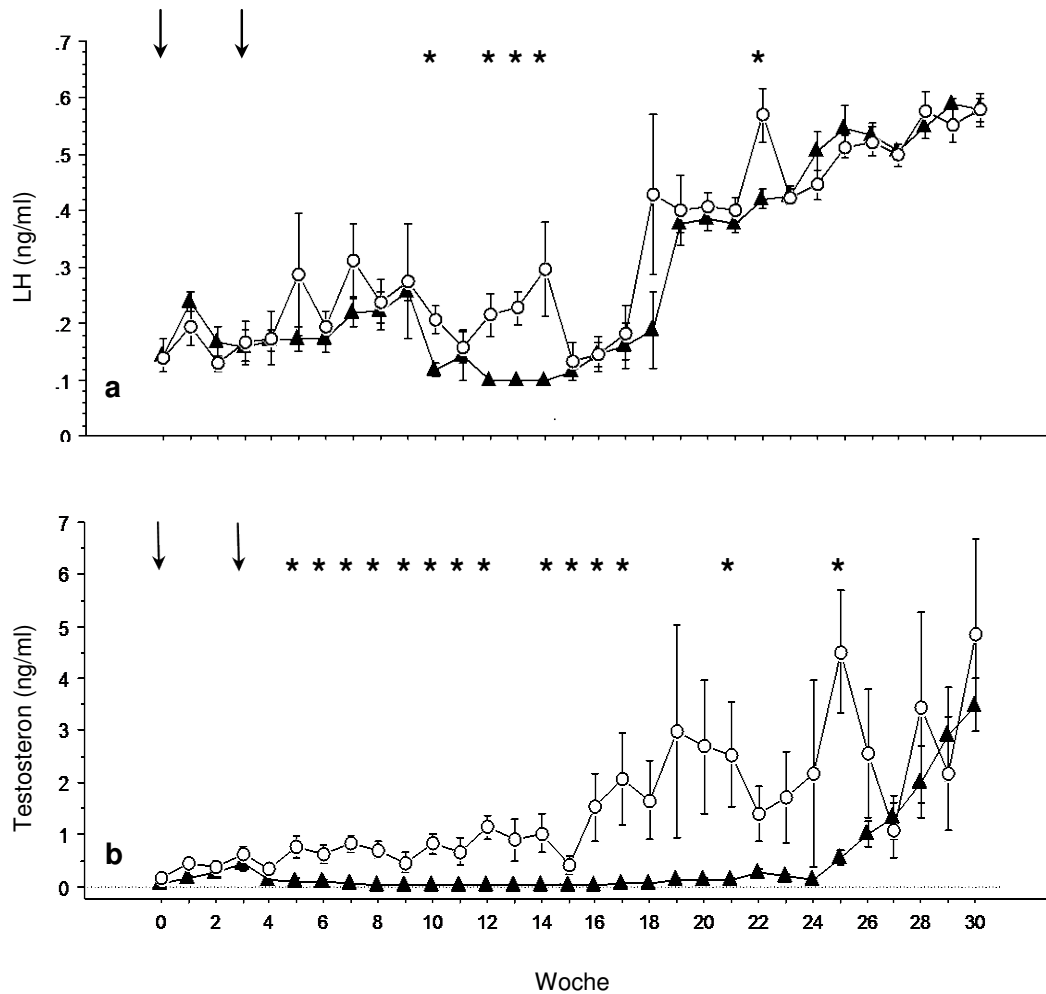 * * * * *
.7
.6
.5
.4
.3
.2
.1
0
LH (ng/ml)
a
* * * * * * * * * * * * * *
7
6
5
4
3
2
1
0
Testosteron (ng/ml)
b
0 2 4 6 8 10 12 14 16 18 20 22 24 26 28 30
Woche